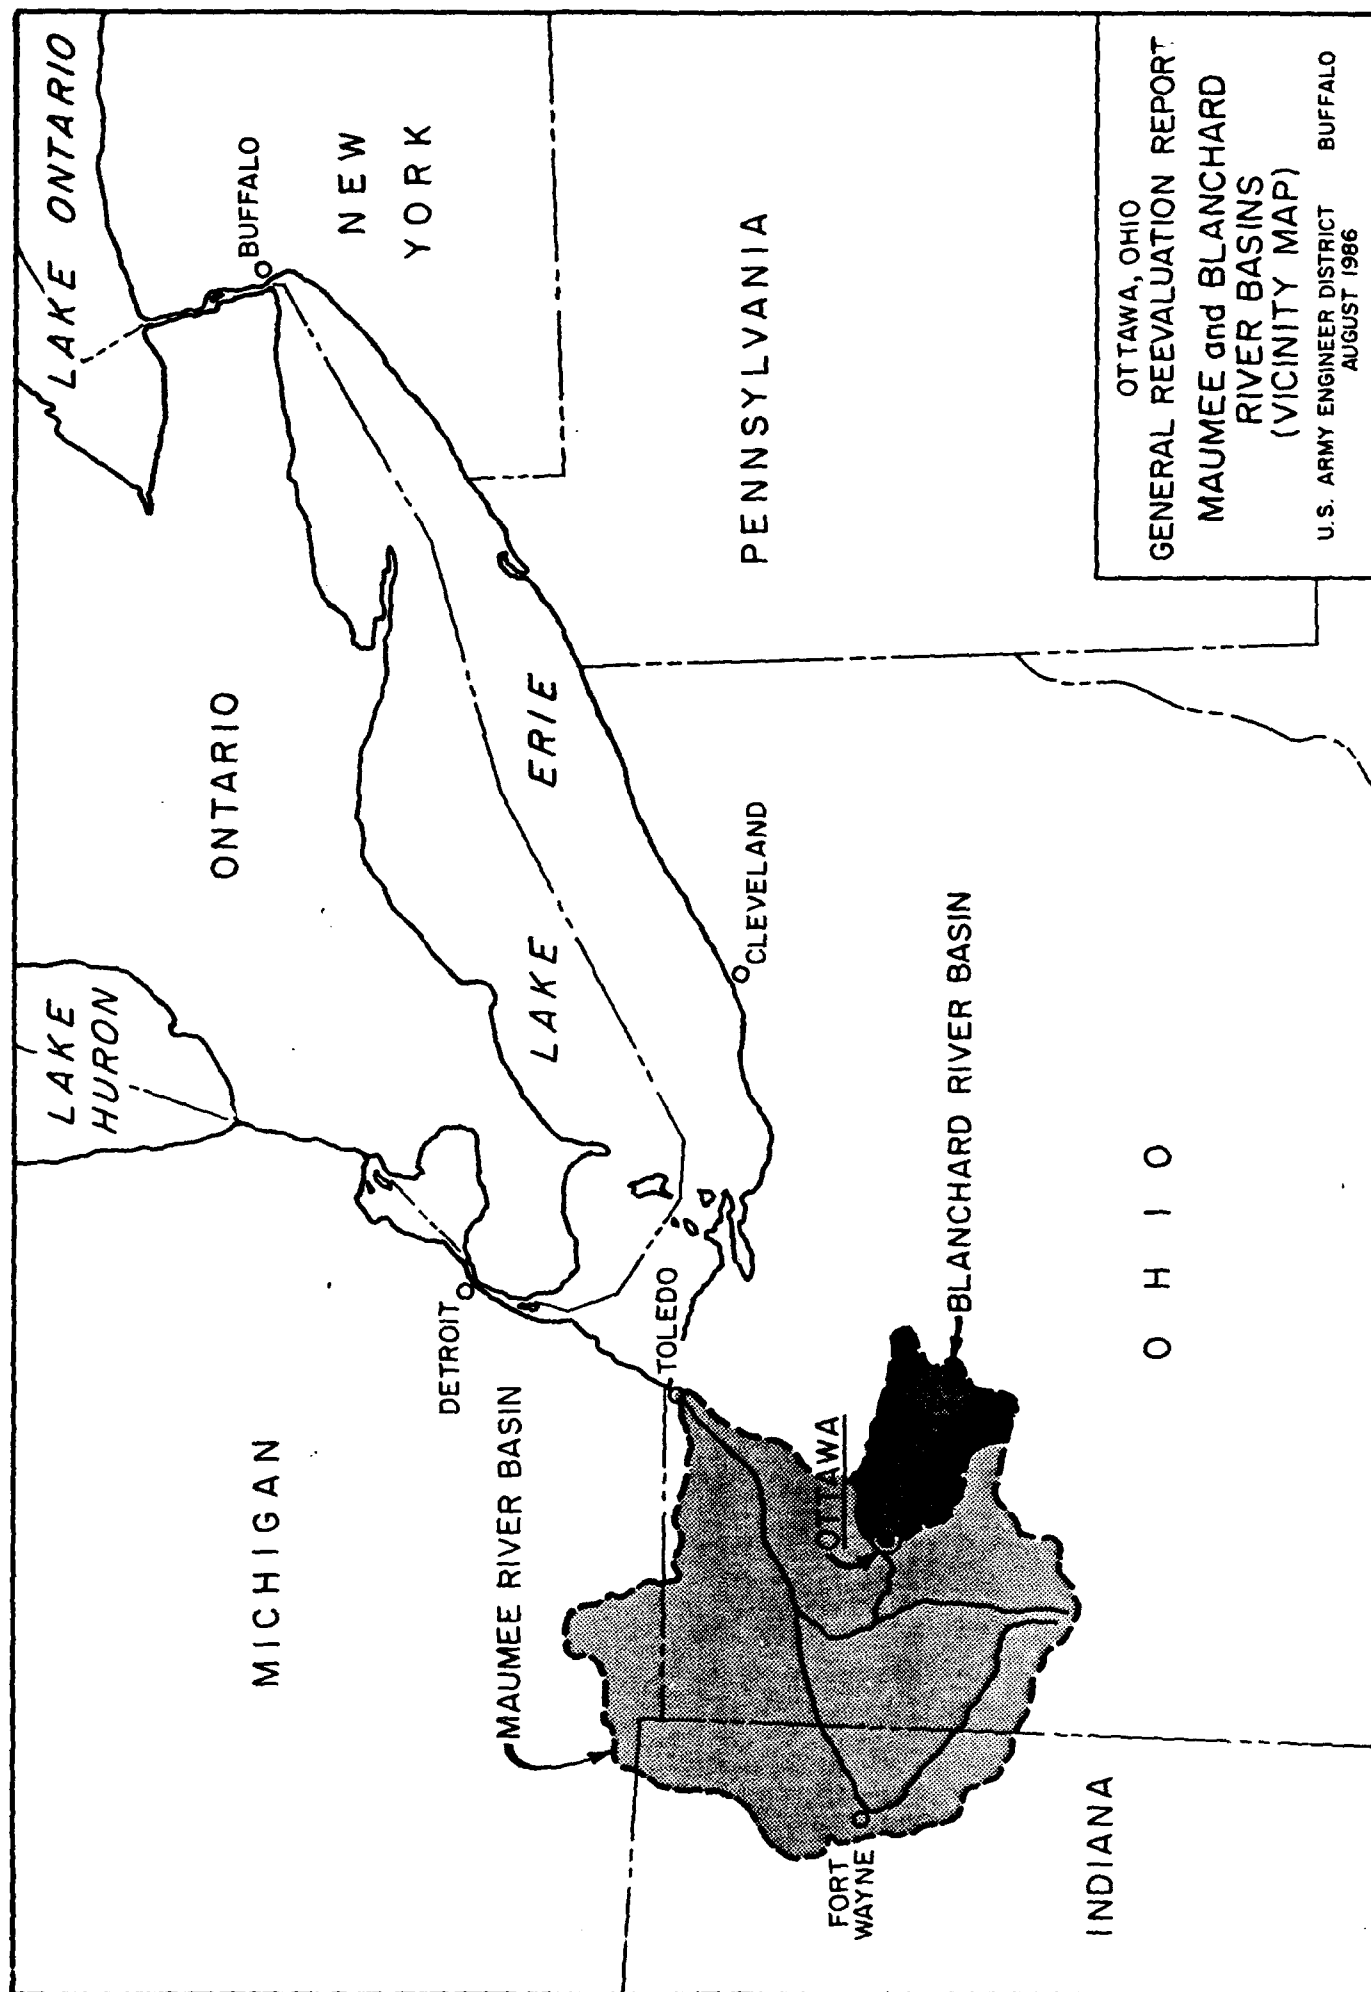 LAKE ONTARIO
BUFFALO
NEW
YORK
LAKE
HURON
ONTARIO
PENNSYLVANIA
LAKE ERIE
DETROIT
MICHIGAN
CLEVELAND
TOLEDO
MAUMEE RIVER BASIN
OTTAWA
BLANCHARD RIVER BASIN
OHIO
FORT
WAYNE
INDIANA
OTTAWA, OHIO
GENERAL REEVALUATION REPORT
MAUMEE and BLANCHARD
RIVER BASINS
(VICINITY MAP)
U.S. ARMY ENGINEER DISTRICT BUFFALO
AUGUST 1986